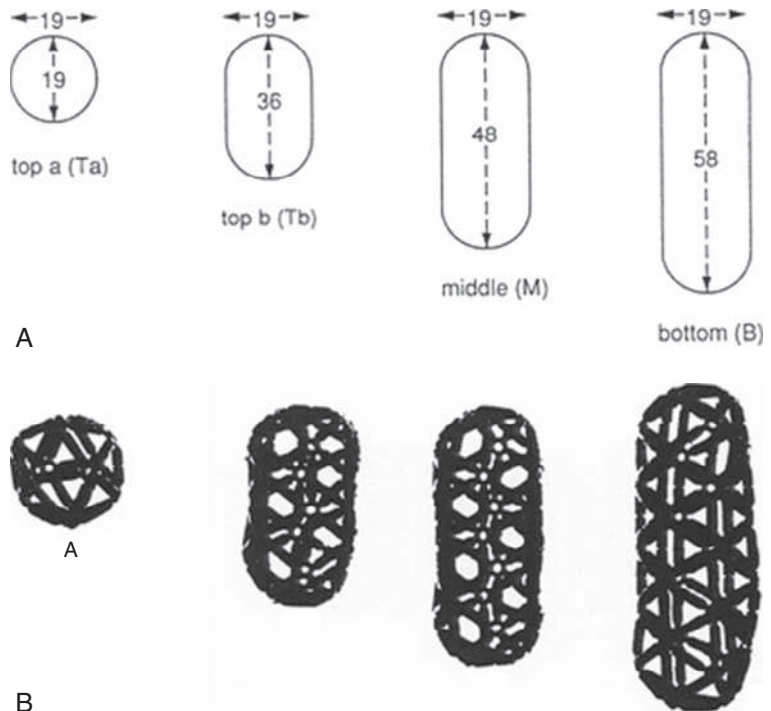 19 19 19 19
19
36
48
58
top a (Ta)
top b (Tb)
middle (M)
bottom (B)
A
A
B